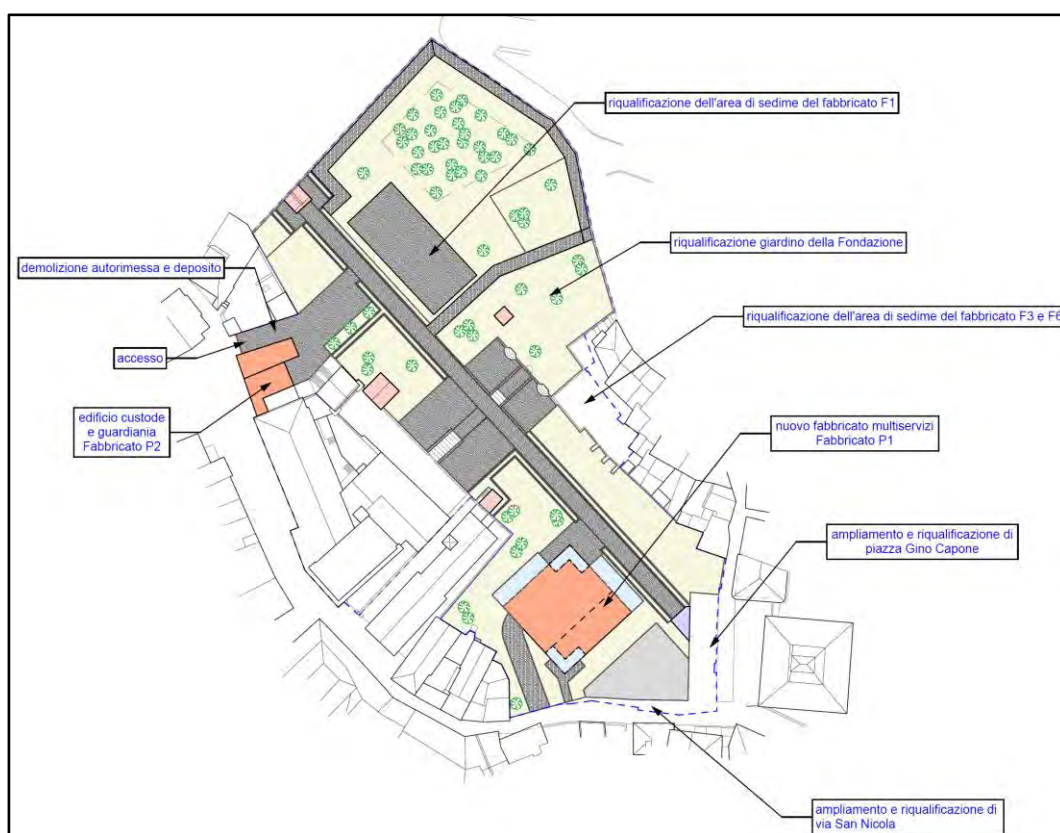 riqualificazione dell'area di sedime del fabbricato F1
riqualificazione giardino della Fondazione
demolizione autorimessa e deposito
riqualificazione dell'area di sedime del fabbricato F3 e F6
accesso
edificio custode
e guardiania
Fabbricato P2
nuovo fabbricato multiservizi
Fabbricato P1
ampliamento e riqualificazione di
piazza Gino Capone
ampliamento e riqualificazione di
via San Nicola